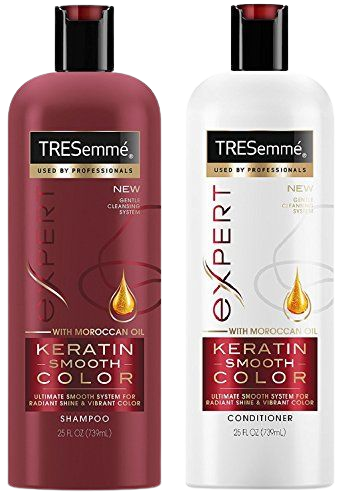 TRESemmé®
USED BY PROFESSIONALS
NEW
GENTLE
CLEANSING
SYSTEM
EXPERT
WITH MOROCCAN OIL
KERATIN
SMOOTH
COLOR
ULTIMATE SMOOTH SYSTEM FOR
RADIANT SHINE & VIBRANT COLOR
SHAMPOO
25 FL OZ (739mL)
TRESemmé®
USED BY PROFESSIONALS
NEW
GENTLE
CLEANSING
SYSTEM
EXPERT
WITH MOROCCAN OIL
KERATIN
SMOOTH
COLOR
ULTIMATE SMOOTH SYSTEM FOR
RADIANT SHINE & VIBRANT COLOR
CONDITIONER
25 FL OZ (739mL)